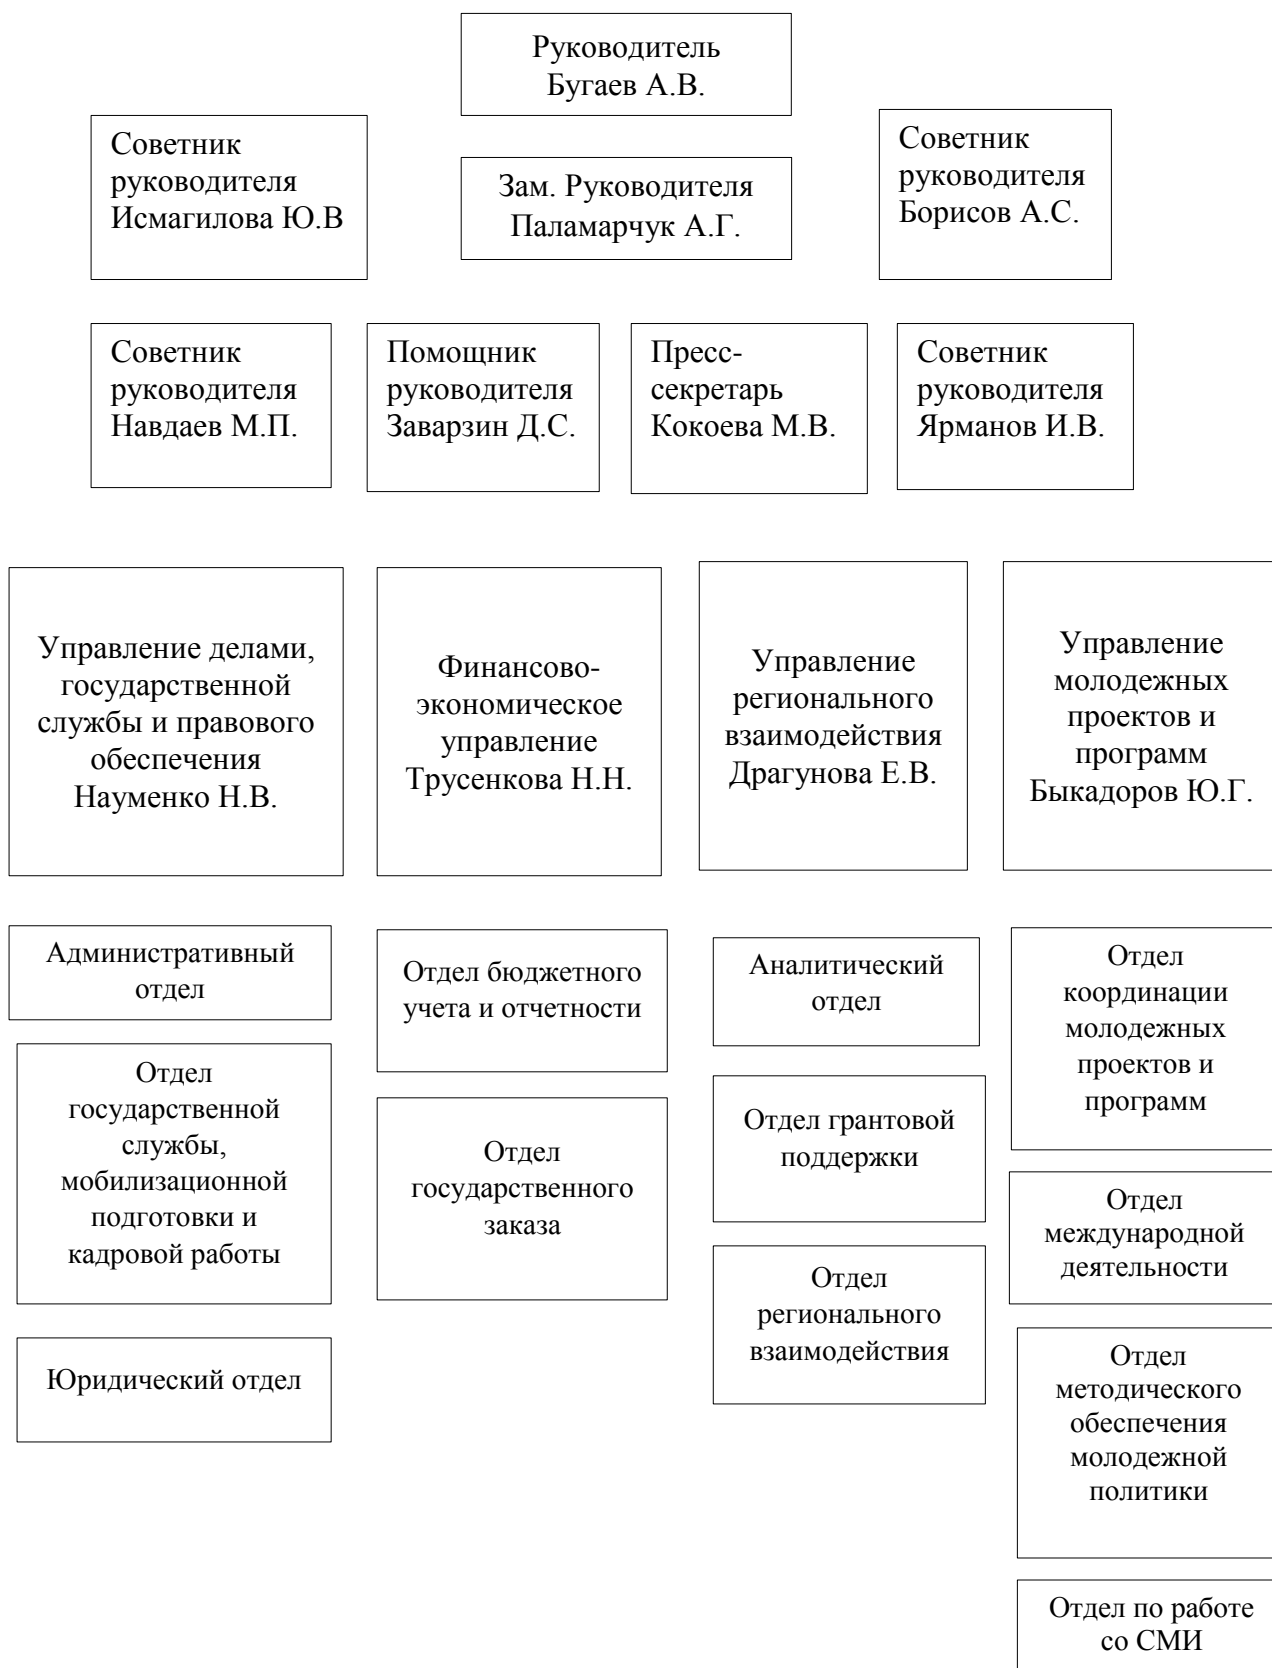 Руководитель
Бугаев А.В.
Советник
руководителя
Исмагилова Ю.В
Зам. Руководителя
Паламарчук А.Г.
Советник
руководителя
Борисов А.С.
Советник
руководителя
Навдаев М.П.
Помощник
руководителя
Заварзин Д.С.
Пресс-
секретарь
Кокоева М.В.
Советник
руководителя
Ярманов И.В.
Управление делами,
государственной
службы и правового
обеспечения
Науменко Н.В.
Финансово-
экономическое
управление
Трусенкова Н.Н.
Управление
регионального
взаимодействия
Драгунова Е.В.
Управление
молодежных
проектов и
программ
Быкадоров Ю.Г.
Административный
отдел
Отдел
государственной
службы,
мобилизационной
подготовки и
кадровой работы
Юридический отдел
Отдел бюджетного
учета и отчетности
Отдел
государственного
заказа
Аналитический
отдел
Отдел грантовой
поддержки
Отдел
регионального
взаимодействия
Отдел
координации
молодежных
проектов и
программ
Отдел
международной
деятельности
Отдел
методического
обеспечения
молодежной
политики
Отдел по работе
со СМИ